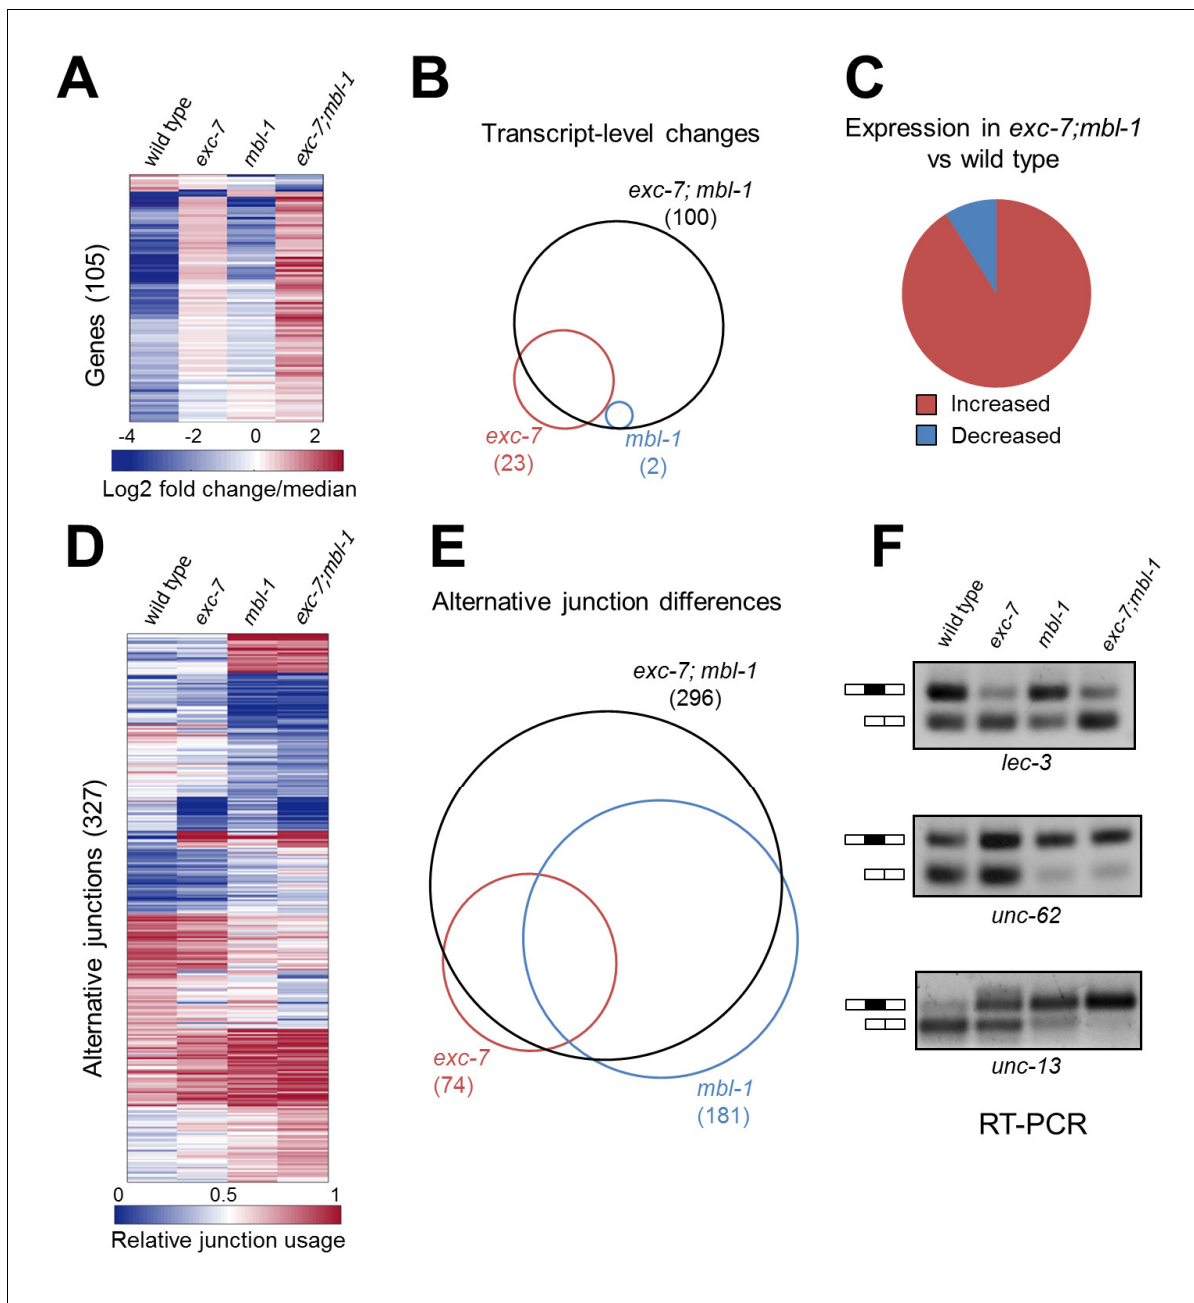 A
wild type
exc-7
mbl-1
exc-7;mbl-1
Genes (105)
-4 -2 0 2
Log2 fold change/median
B
Transcript-level changes
exc-7; mbl-1
(100)
exc-7
(23)
mbl-1
(2)
C
Expression in exc-7;mbl-1
vs wild type
Increased
Decreased
D
wild type
exc-7
mbl-1
exc-7;mbl-1
Alternative junctions (327)
0 0.5 1
Relative junction usage
E
Alternative junction differences
exc-7; mbl-1
(296)
exc-7
(74)
mbl-1
(181)
F
wild type
exc-7
mbl-1
exc-7;mbl-1
lec-3
unc-62
unc-13
RT-PCR